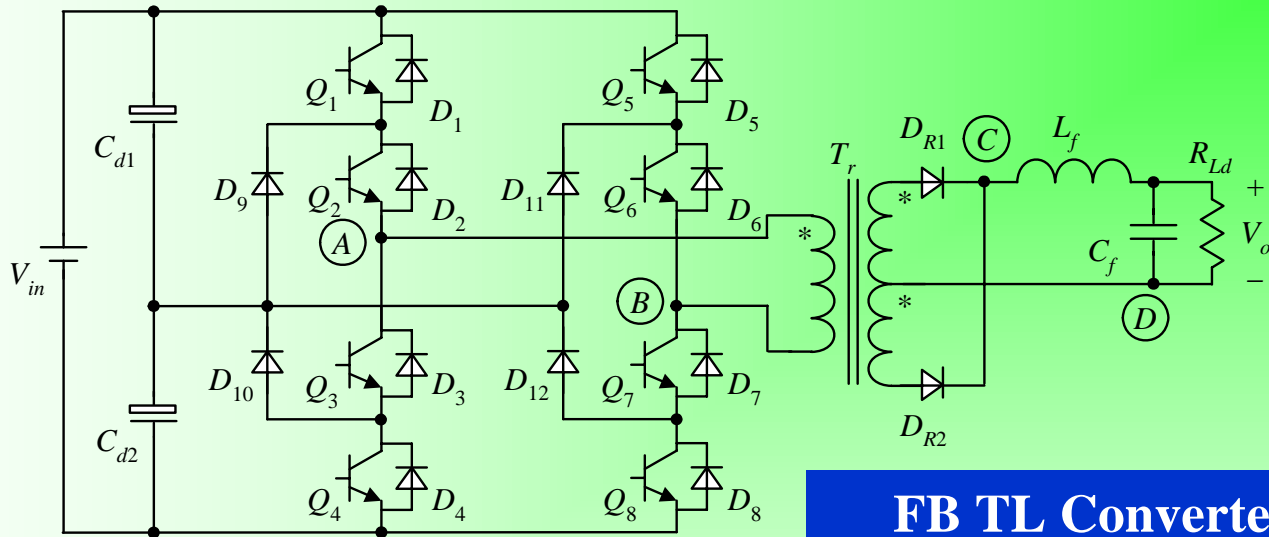 Q1
D1
Q5
D5
Cd1
DR1
C
Lf
RLd
Tr
D9
Q2
D2
D11
Q6
D6
*
*
+
A
Vin
B
Cf
Vo
*
D
−
D10
Q3
D3
D12
Q7
D7
DR2
Cd2
Q4
D4
Q8
D8
FB TL Converte